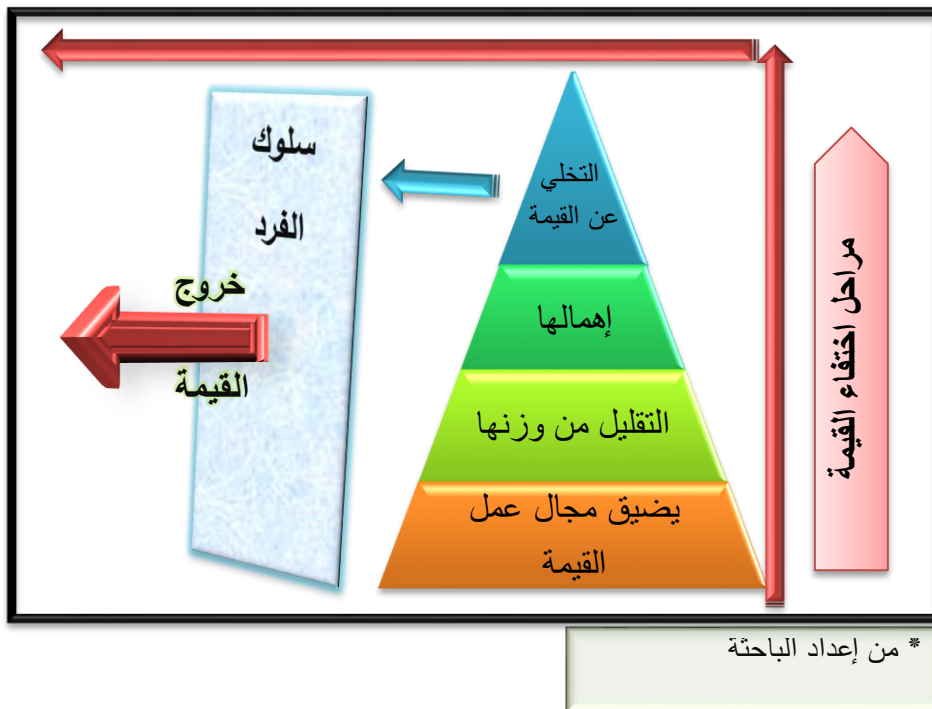 مراحل اختفاء القيمة
التخلي
عن القيمة
إهمالها
التقليل من وزنها
يضيق مجال عمل
القيمة
سلوك
الفرد
خروج
القيمة
* من إعداد الباحثة